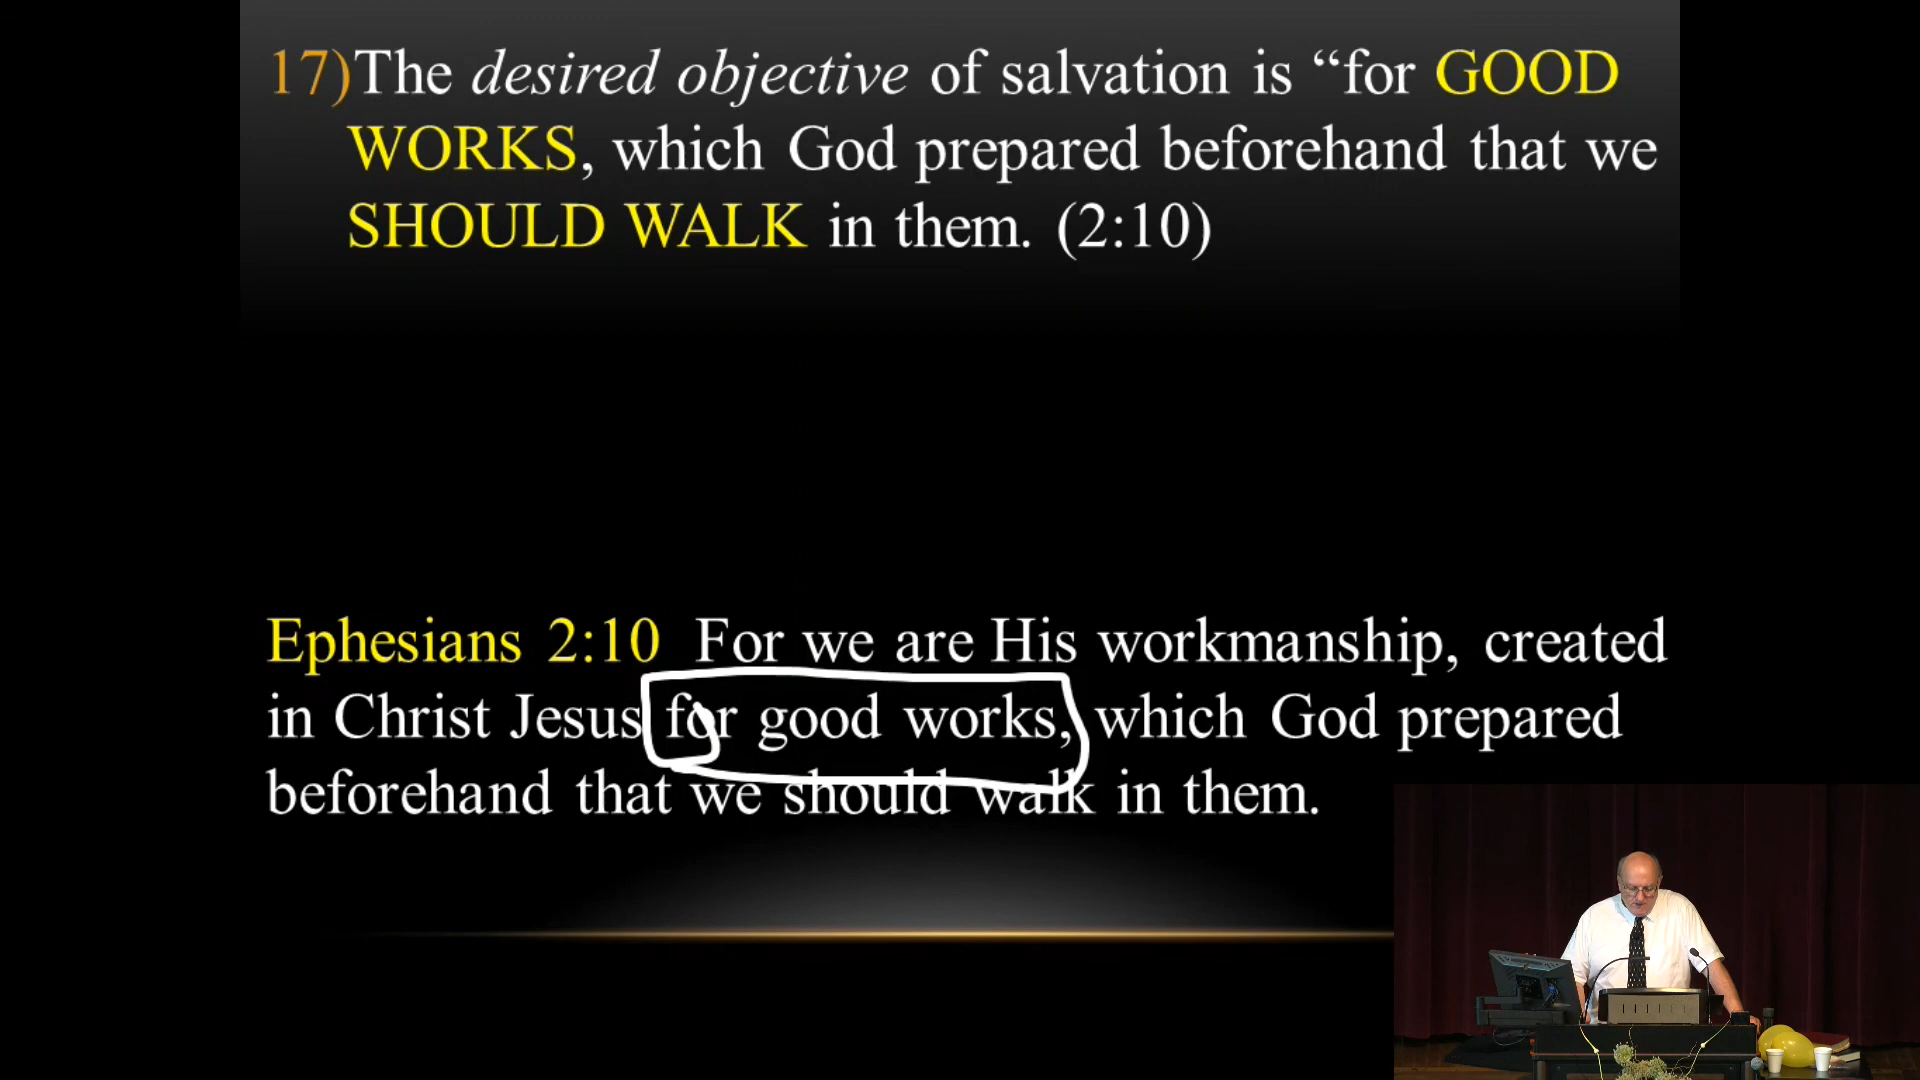 17)The desired objective of salvation is “for GOOD
WORKS, which God prepared beforehand that we
SHOULD WALK in them. (2:10)
Ephesians 2:10 For we are His workmanship, created
in Christ Jesus for good works, which God prepared
beforehand that we should walk in them.